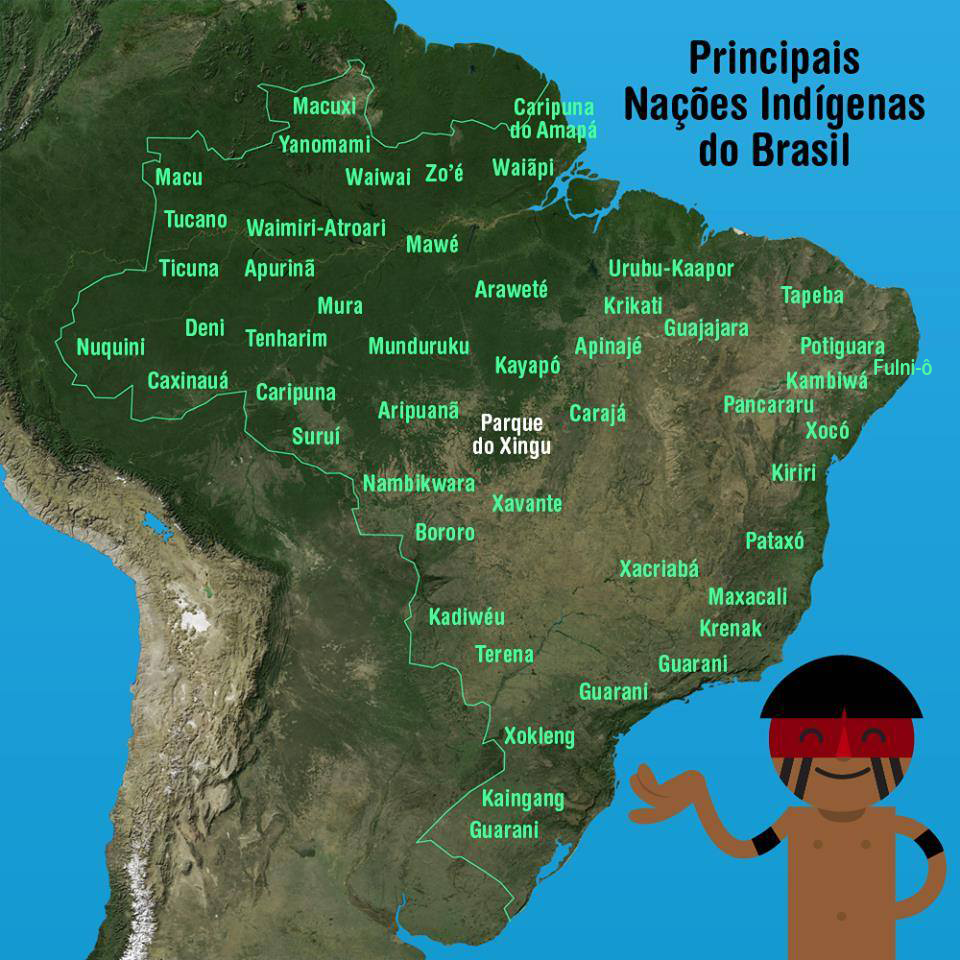 Principais
Nações Indígenas
do Brasil
Macuxi
Caripuna
do Amapá
Yanomami
Macu
Waiwai
Zo'é
Waiãpi
Tucano
Waimiri-Atroari
Mawé
Ticuna
Apurinã
Urubu-Kaapor
Araweté
Tapeba
Mura
Krikati
Deni
Tenharim
Guajajara
Nuquini
Munduruku
Apinajé
Potiguara
Kayapó
Fulni-ô
Caxinauá
Caripuna
Kambiwá
Aripuanã
Carajá
Pancararu
Parque
do Xingu
Suruí
Xocó
Nambikwara
Kiriri
Xavante
Bororo
Pataxó
Xacriabá
Maxacali
Kadiwéu
Krenak
Terena
Guarani
Guarani
Xokleng
Kaingang
Guarani